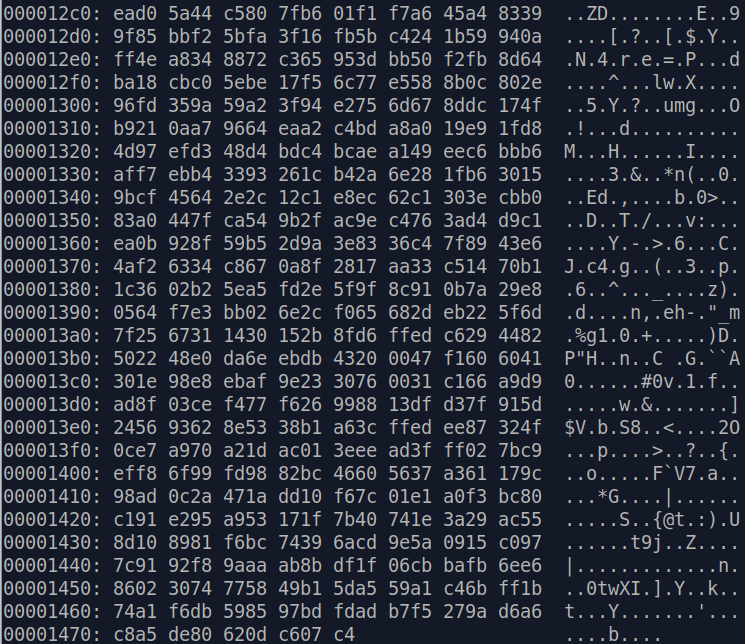 000012c0: ead0 5a44 c580 7fb6 01f1 f7a6 45a4 8339  ..ZD........E..9
000012d0: 9f85 bbf2 5bfa 3f16 fb5b c424 1b59 940a  ....[.?..[.$.Y..
000012e0: ff4e a834 8872 c365 953d bb50 f2fb 8d64  .N.4.r.e.=.P...d
000012f0: ba18 cbc0 5ebe 17f5 6c77 e558 8b0c 802e  ....^...lw.X....
00001300: 96fd 359a 59a2 3f94 e275 6d67 8ddc 174f  ..5.Y.?..umg...O
00001310: b921 0aa7 9664 eaa2 c4bd a8a0 19e9 1fd8  .!...d..........
00001320: 4d97 efd3 48d4 bdc4 bcae a149 eec6 bbb6  M...H......I....
00001330: aff7 ebb4 3393 261c b42a 6e28 1fb6 3015  ....3.&..*n(..0.
00001340: 9bcf 4564 2e2c 12c1 e8ec 62c1 303e cbb0  ..Ed.,....b.0>..
00001350: 83a0 447f ca54 9b2f ac9e c476 3ad4 d9c1  ..D..T./...v:...
00001360: ea0b 928f 59b5 2d9a 3e83 36c4 7f89 43e6  ....Y.-.>.6...C.
00001370: 4af2 6334 c867 0a8f 2817 aa33 c514 70b1  J.c4.g..(..3..p.
00001380: 1c36 02b2 5ea5 fd2e 5f9f 8c91 0b7a 29e8  .6..^..._....z).
00001390: 0564 f7e3 bb02 6e2c f065 682d eb22 5f6d  .d....n,.eh-."_m
000013a0: 7f25 6731 1430 152b 8fd6 ffed c629 4482  .%g1.0.+.....)D.
000013b0: 5022 48e0 da6e ebdb 4320 0047 f160 6041  P"H..n..C .G.``A
000013c0: 301e 98e8 ebaf 9e23 3076 0031 c166 a9d9  0......#0v.1.f..
000013d0: ad8f 03ce f477 f626 9988 13df d37f 915d  .....w.&.......]
000013e0: 2456 9362 8e53 38b1 a63c ffed ee87 324f  $V.b.S8..<....2O
000013f0: 0ce7 a970 a21d ac01 3eee ad3f ff02 7bc9  ...p....>..?..{.
00001400: eff8 6f99 fd98 82bc 4660 5637 a361 179c  ..o.....F`V7.a..
00001410: 98ad 0c2a 471a dd10 f67c 01e1 a0f3 bc80  ...*G....|......
00001420: c191 e295 a953 171f 7b40 741e 3a29 ac55  .....S..{@t.:).U
00001430: 8d10 8981 f6bc 7439 6acd 9e5a 0915 c097  ......t9j..Z....
00001440: 7c91 92f8 9aaa ab8b df1f 06cb bafb 6ee6  |.............n.
00001450: 8602 3074 7758 49b1 5da5 59a1 c46b ff1b  ..0twXI.].Y..k..
00001460: 74a1 f6db 5985 97bd fdad b7f5 279a d6a6  t...Y.......'...
00001470: c8a5 de80 620d c607 c4  ....b....